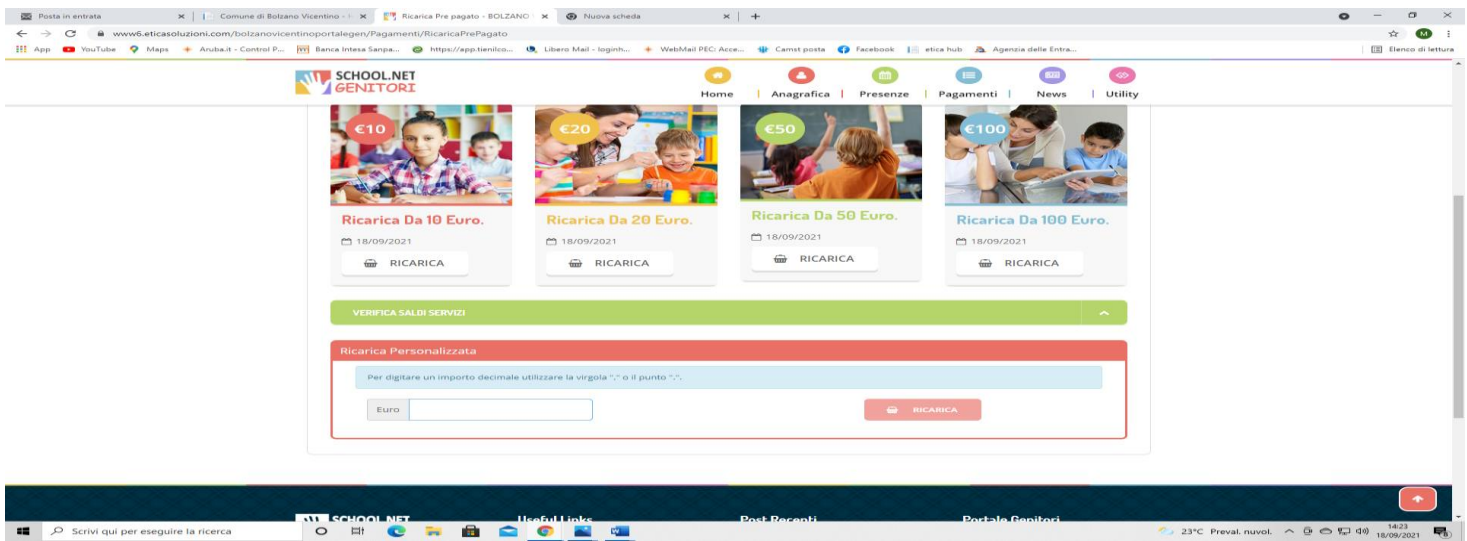 Posta in entrata
Comune di Bolzano Vicentino -
Ricarica Pre pagato - BOLZANO
Nuova scheda
www6.eticasoluzioni.com/bolzanovicentinoportalegen/Pagamenti/RicaricaPrePagato
App YouTube Maps Aruba.it - Control P... Banca Intesa Sanpa... https://app.tienilco... Libero Mail - loginh... WebMail PEC: Acce... Camst posta Facebook etica hub Agenzia delle Entra... Elenco di lettura
SCHOOL.NET
GENITORI
Home | Anagrafica | Presenze | Pagamenti | News | Utility
€10 €20 €50 €100
Ricarica Da 10 Euro.
18/09/2021
RICARICA
Ricarica Da 20 Euro.
18/09/2021
RICARICA
Ricarica Da 50 Euro.
18/09/2021
RICARICA
Ricarica Da 100 Euro.
18/09/2021
RICARICA
VERIFICA SALDI SERVIZI
Ricarica Personalizzata
Per digitare un importo decimale utilizzare la virgola "," o il punto ".".
Euro
RICARICA
SCHOOL.NET Useful Links Post Recenti Portale Genitori
Scrivi qui per eseguire la ricerca
23°C Preval. nuvol.
14:23
18/09/2021